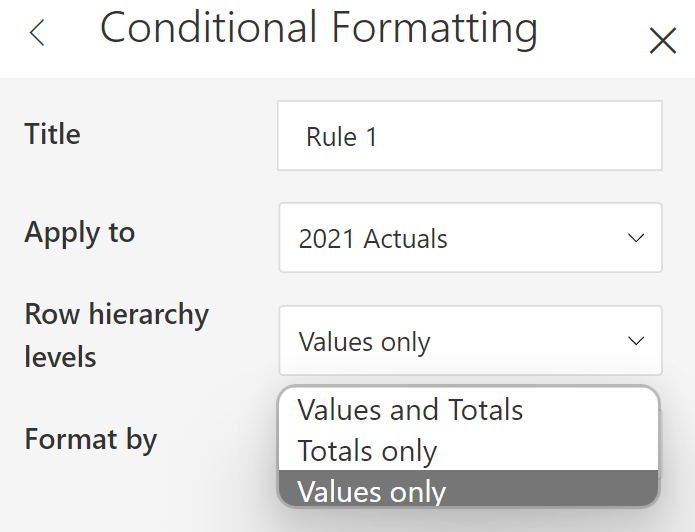 Conditional Formatting
Title
Rule 1
Apply to
2021 Actuals
Row hierarchy
levels
Values only
Format by
Values and Totals
Totals only
Values only